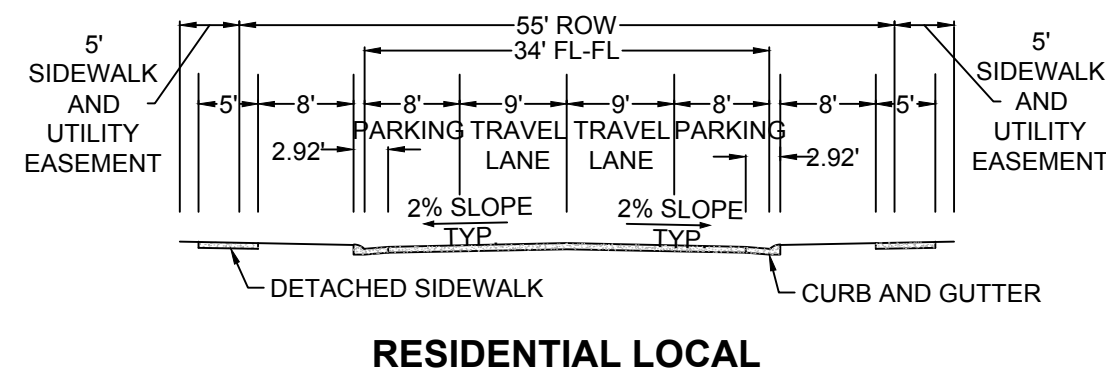 55' ROW
34' FL-FL
5'
SIDEWALK
AND
UTILITY
EASEMENT
5'
SIDEWALK
AND
UTILITY
EASEMENT
5' 8' 8' 9' 9' 8' 8' 5'
PARKING TRAVEL TRAVEL PARKING
LANE LANE
2.92' 2.92'
2% SLOPE 2% SLOPE
TYP. TYP.
DETACHED SIDEWALK CURB AND GUTTER
RESIDENTIAL LOCAL